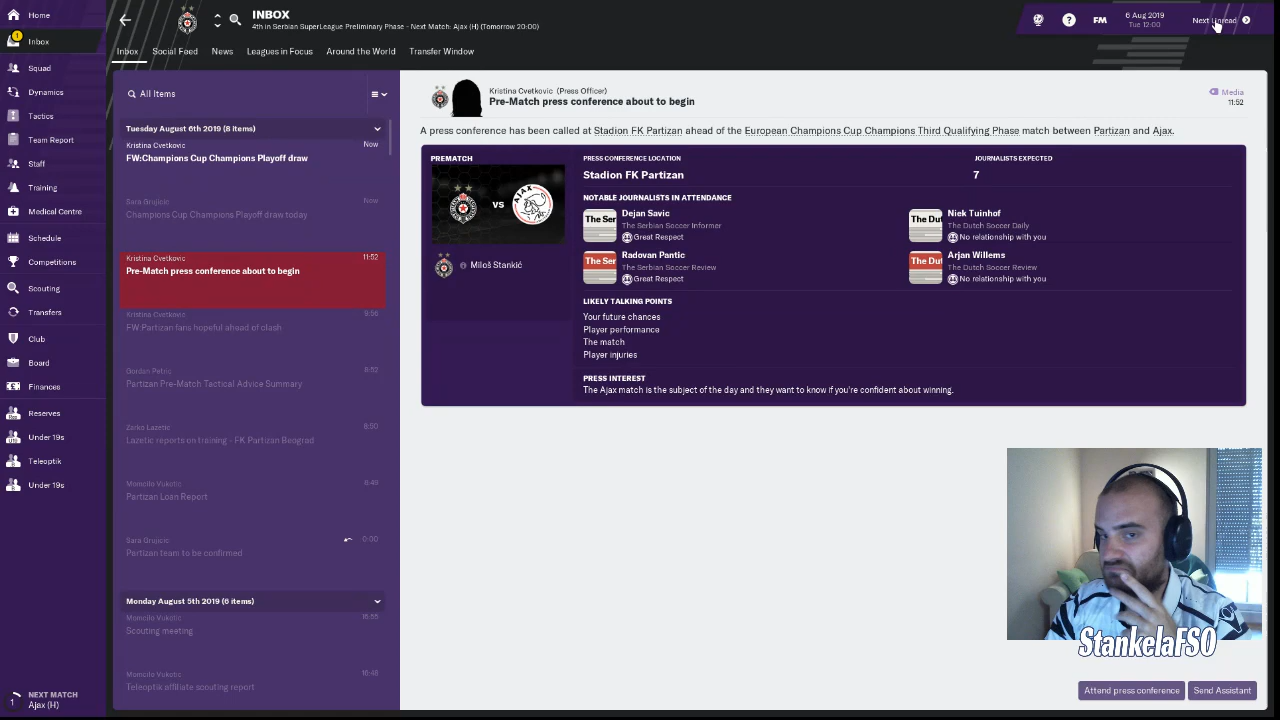 Home
1
Inbox
Squad
Dynamics
Tactics
Team Report
Staff
Training
Medical Centre
Schedule
Competitions
Scouting
Transfers
Club
Board
Finances
Reserves
Under 19s
Teleoptik
Under 19s
1
NEXT MATCH
Ajax (H)
INBOX
4th in Serbian SuperLeague Preliminary Phase - Next Match: Ajax (H) (Tomorrow 20:00)
FM
6 Aug 2019
Tue 12:00
Next Unread
Inbox
Social Feed
News
Leagues in Focus
Around the World
Transfer Window
All Items
Tuesday August 6th 2019 (8 items)
Kristina Cvetkovic
Now
FW:Champions Cup Champions Playoff draw
Sara Grujicic
Now
Champions Cup Champions Playoff draw today
Kristina Cvetkovic
11:52
Pre-Match press conference about to begin
Kristina Cvetkovic
9:56
FW:Partizan fans hopeful ahead of clash
Gordan Petric
8:52
Partizan Pre-Match Tactical Advice Summary
Zarko Lazetic
8:50
Lazetic reports on training - FK Partizan Beograd
Momcilo Vukotic
8:49
Partizan Loan Report
Sara Grujicic
0:00
Partizan team to be confirmed
Monday August 5th 2019 (6 items)
Momcilo Vukotic
Scouting meeting
Momcilo Vukotic
16:48
Teleoptik affiliate scouting report
Kristina Cvetkovic (Press Officer)
Pre-Match press conference about to begin
Media
11:52
A press conference has been called at Stadion FK Partizan ahead of the European Champions Cup Champions Third Qualifying Phase match between Partizan and Ajax.
PREMATCH
VS
Miloš Stankić
PRESS CONFERENCE LOCATION
Stadion FK Partizan
JOURNALISTS EXPECTED
7
NOTABLE JOURNALISTS IN ATTENDANCE
The Ser
Dejan Savic
The Serbian Soccer Informer
Great Respect
The Dut
Niek Tuinhof
The Dutch Soccer Daily
No relationship with you
The Ser
Radovan Pantic
The Serbian Soccer Review
Great Respect
The Dut
Arjan Willems
The Dutch Soccer Review
No relationship with you
LIKELY TALKING POINTS
Your future chances
Player performance
The match
Player injuries
PRESS INTEREST
The Ajax match is the subject of the day and they want to know if you're confident about winning.
StankelaFSO
Attend press conference
Send Assistant